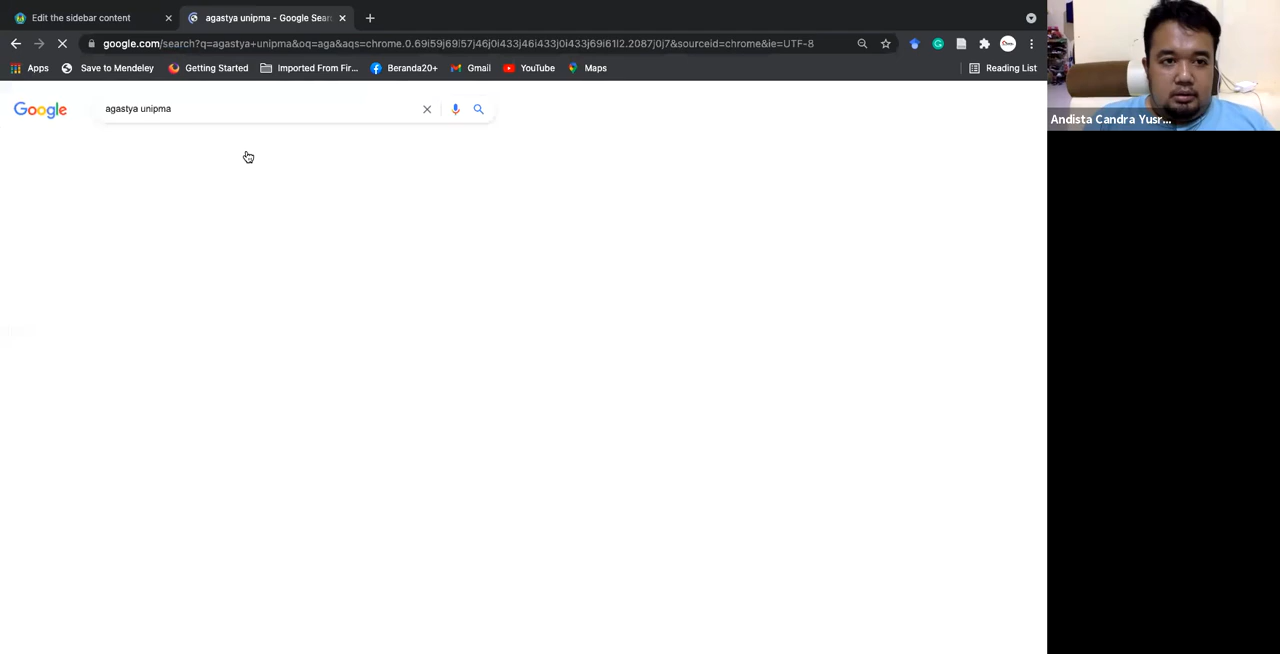 Edit the sidebar content
agastya unipma - Google Sear
google.com/search?q=agastya+unipma&oq=aga&aqs=chrome.0.69i59j69i57j46j0i433j46i433j0i433j69i61l2.2087j0j7&sourceid=chrome&ie=UTF-8
Apps Save to Mendeley Getting Started Imported From Fir... Beranda20+ Gmail YouTube Maps Reading List
Google agastya unipma
Andista Candra Yusr...